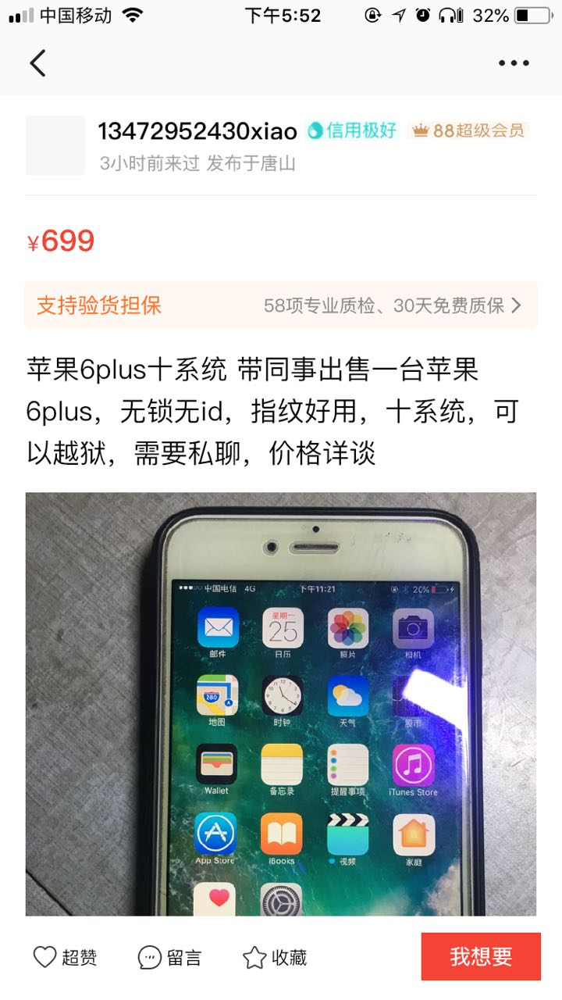 中国移动 下午5:52 32%
13472952430xiao 信用极好 88超级会员
3小时前来过 发布于唐山
¥699
支持验货担保 58项专业质检、30天免费质保
苹果6plus十系统 带同事出售一台苹果
6plus，无锁无id，指纹好用，十系统，可
以越狱，需要私聊，价格详谈
中国电信 4G 下午11:21 20%
星期一
25
邮件 日历 照片 相机
280
12
地图 时钟 天气 股市
Wallet 备忘录 提醒事项 iTunes Store
App Store iBooks 视频 家庭
超赞 留言 收藏 我想要